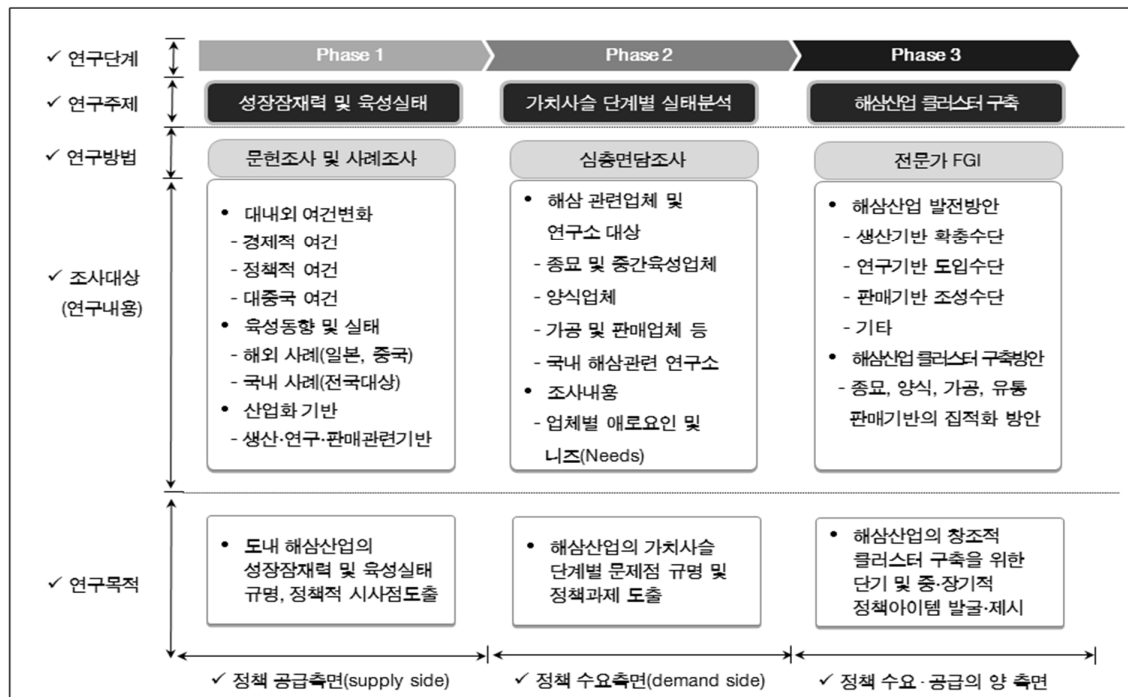 ✓ 연구단계
Phase 1
Phase 2
Phase 3
✓ 연구주제
성장잠재력 및 육성실태
가치사슬 단계별 실태분석
해삼산업 클러스터 구축
✓ 연구방법
문헌조사 및 사례조사
심층면담조사
전문가 FGI
✓ 조사대상
(연구내용)
• 대내외 여건변화
- 경제적 여건
- 정책적 여건
- 대중국 여건
• 육성동향 및 실태
- 해외 사례(일본, 중국)
- 국내 사례(전국대상)
• 산업화 기반
- 생산·연구·판매관련기반
• 해삼 관련업체 및
연구소 대상
- 종묘 및 중간육성업체
- 양식업체
- 가공 및 판매업체 등
- 국내 해삼관련 연구소
• 조사내용
- 업체별 애로요인 및
니즈(Needs)
• 해삼산업 발전방안
- 생산기반 확충수단
- 연구기반 도입수단
- 판매기반 조성수단
- 기타
• 해삼산업 클러스터 구축방안
- 종묘, 양식, 가공, 유통
판매기반의 집적화 방안
✓ 연구목적
• 도내 해삼산업의
성장잠재력 및 육성실태
규명, 정책적 시사점도출
• 해삼산업의 가치사슬
단계별 문제점 규명 및
정책과제 도출
• 해삼산업의 창조적
클러스터 구축을 위한
단기 및 중·장기적
정책아이템 발굴·제시
✓ 정책 공급측면(supply side)
✓ 정책 수요측면(demand side)
✓ 정책 수요·공급의 양 측면